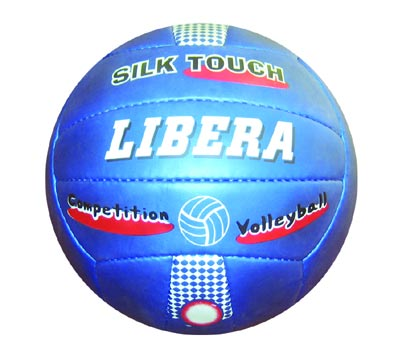 SILK TOUCH
LIBERA
Competition Volleyball